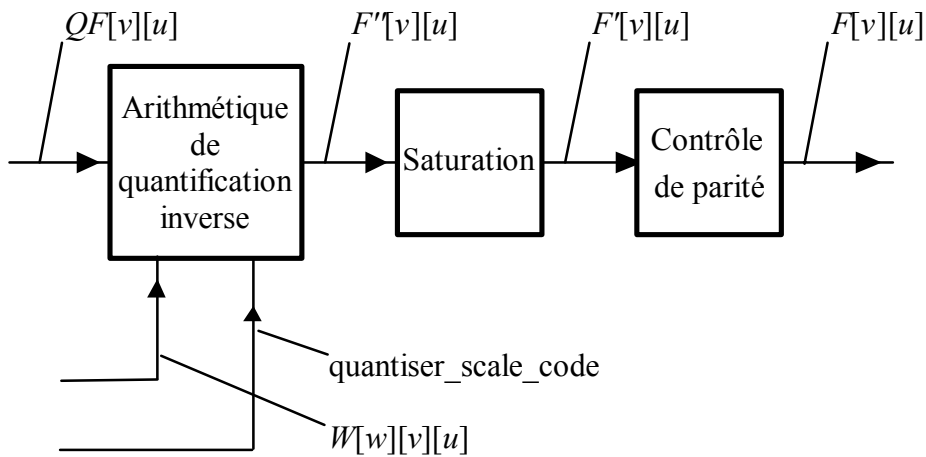 QF[v][u]
F''[v][u]
F'[v][u]
F[v][u]
Arithmétique
de
quantification
inverse
Saturation
Contrôle
de parité
quantiser_scale_code
W[w][v][u]